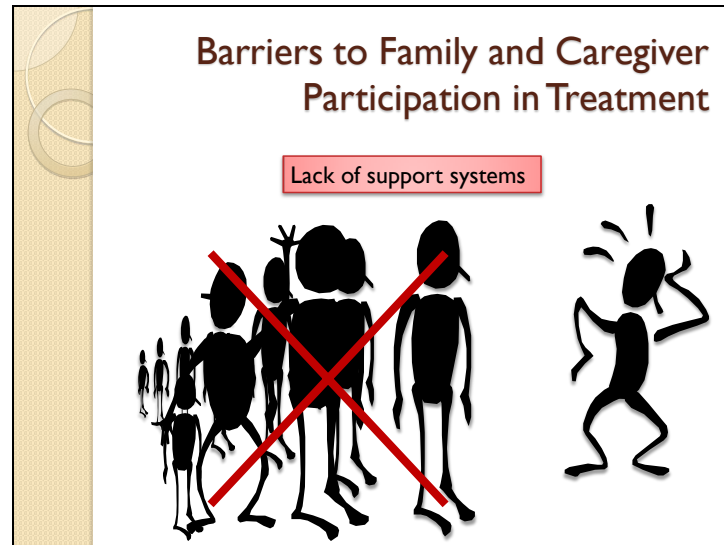 Barriers to Family and Caregiver
Participation in Treatment
Lack of support systems